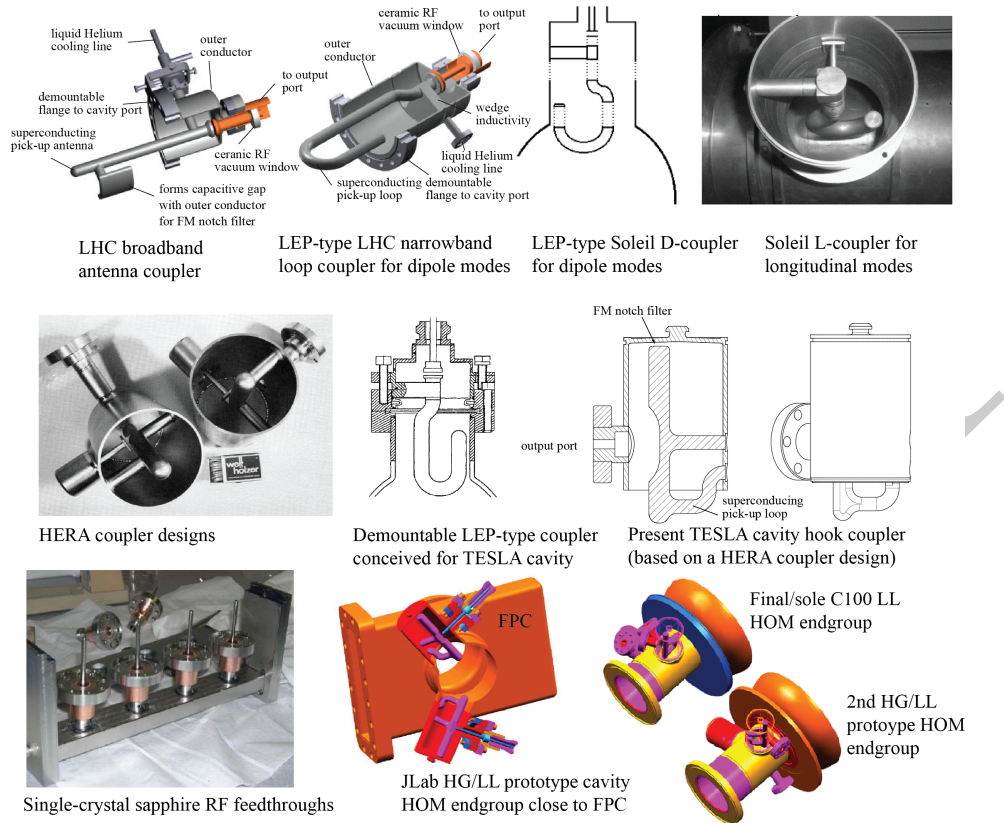 liquid Helium
cooling line
outer
conductor
to output
port
demountable
flange to cavity port
superconducting
pick-up antenna
ceramic RF
vacuum window
forms capacitive gap
with outer conductor
for FM notch filter
LHC broadband
antenna coupler
ceramic RF
vacuum window
to output
port
outer
conductor
wedge
inductivity
liquid Helium
cooling line
superconducting
pick-up loop
demountable
flange to cavity port
LEP-type LHC narrowband
loop coupler for dipole modes
LEP-type Soleil D-coupler
for dipole modes
Soleil L-coupler for
longitudinal modes
well
holzer
HERA coupler designs
Demountable LEP-type coupler
conceived for TESLA cavity
FM notch filter
output port
superconducing
pick-up loop
Present TESLA cavity hook coupler
(based on a HERA coupler design)
Single-crystal sapphire RF feedthroughs
FPC
JLab HG/LL prototype cavity
HOM endgroup close to FPC
Final/sole C100 LL
HOM endgroup
2nd HG/LL
protoype HOM
endgroup